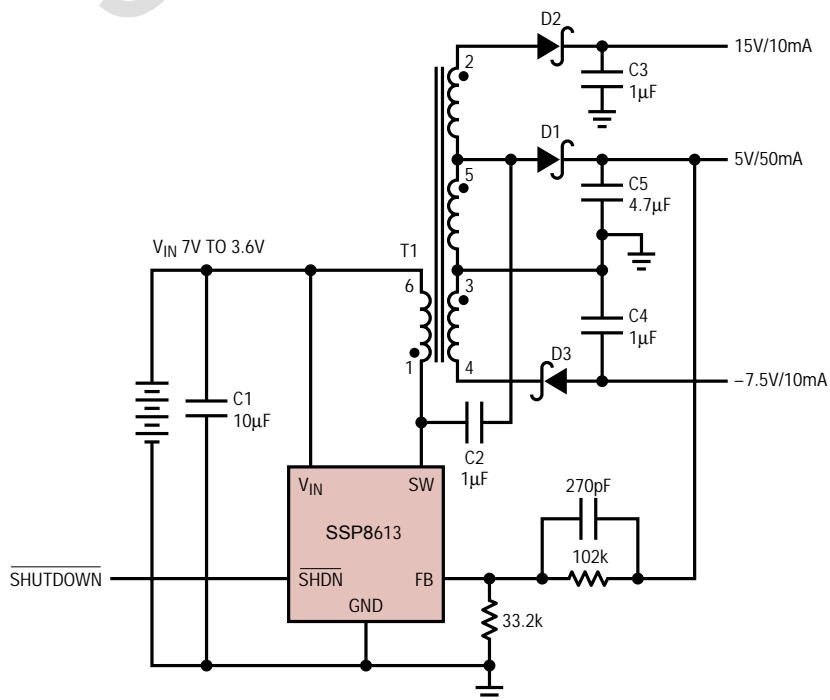 D2
15V/10mA
2
C3
1µF
D1
5V/50mA
5
C5
4.7µF
VIN 7V TO 3.6V
T1
6
3
C4
1µF
1
4
D3
–7.5V/10mA
C1
10µF
C2
1µF
VIN
SW
270pF
SSP8613
102k
SHUTDOWN
SHDN
FB
GND
33.2k